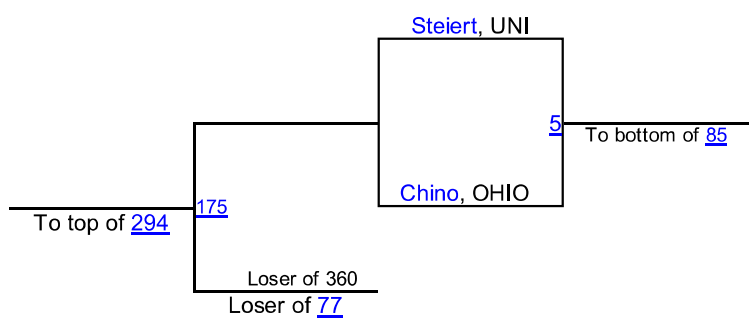 Steiert, UNI
5
To bottom of 85
Chino, OHIO
175
To top of 294
Loser of 360
Loser of 77